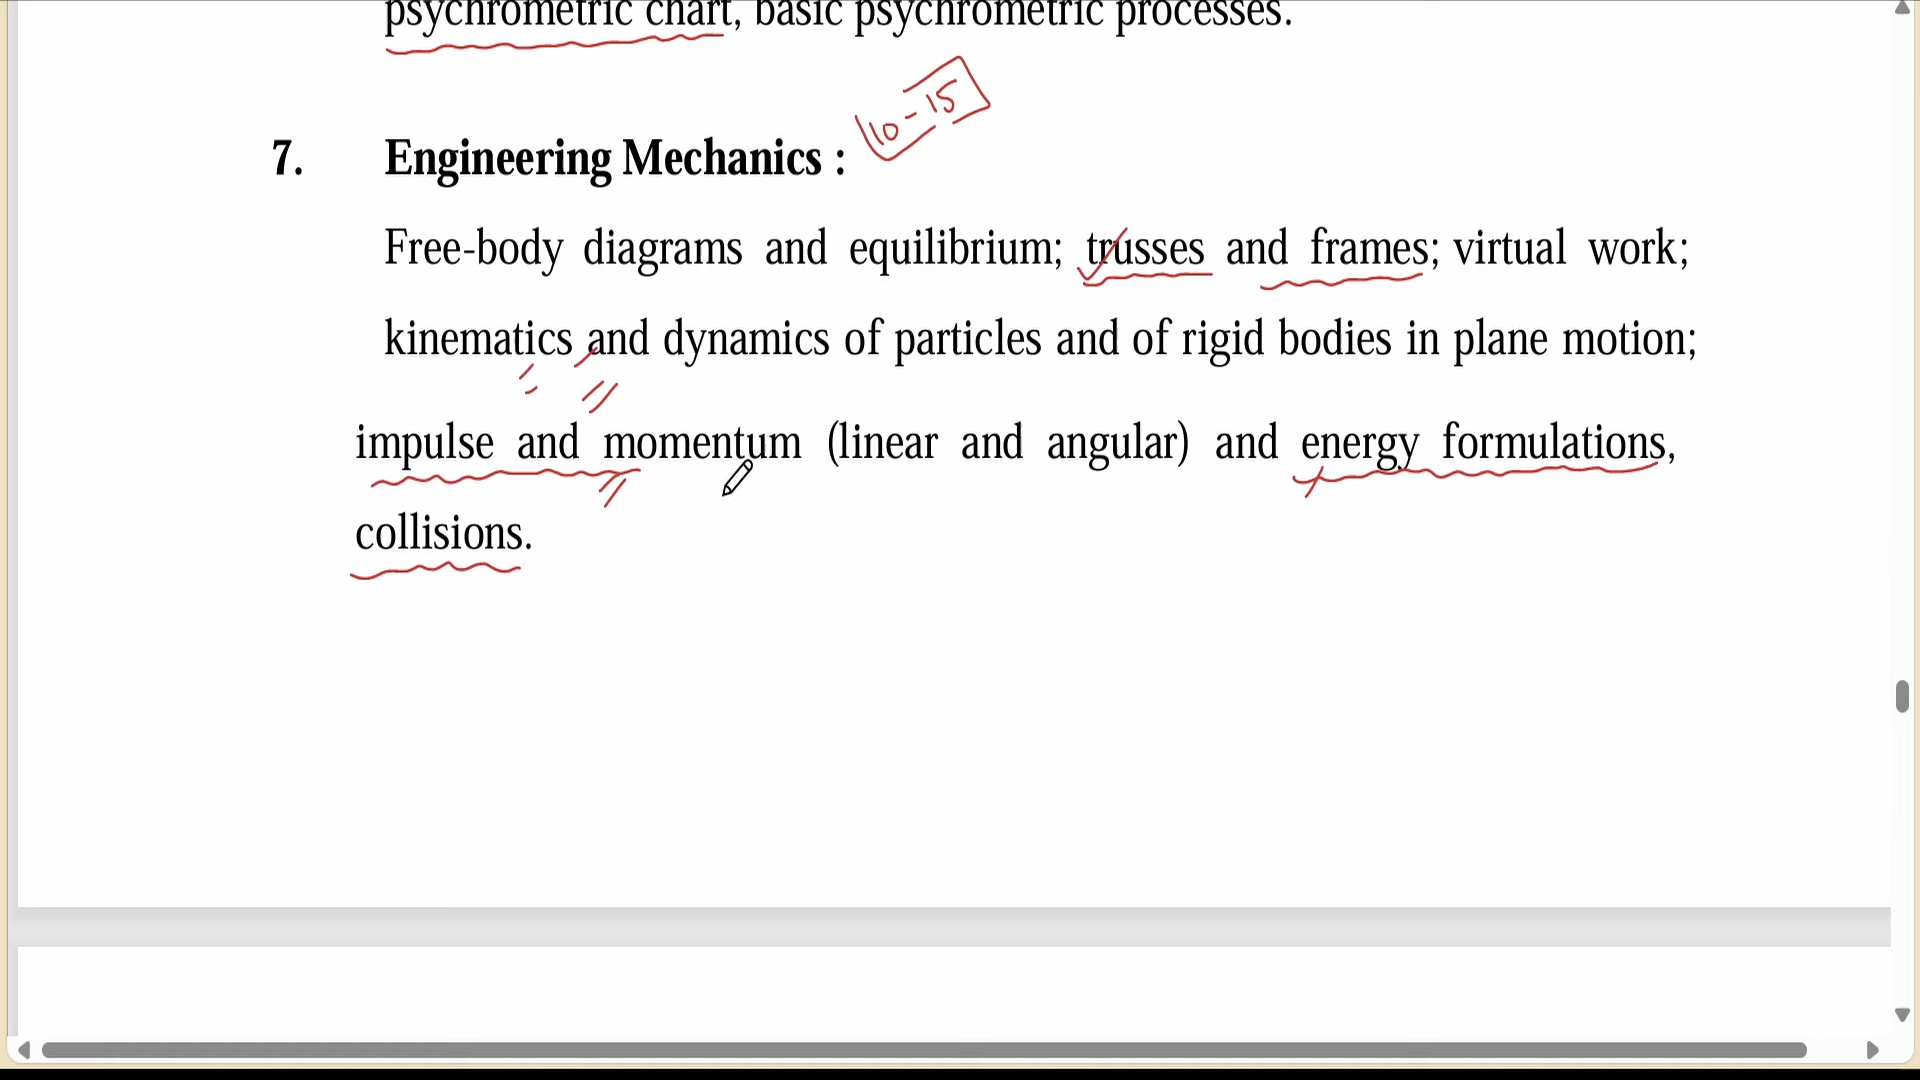 psychrometric chart, basic psychrometric processes.
10-15
7. Engineering Mechanics :
Free-body diagrams and equilibrium; trusses and frames; virtual work;
kinematics and dynamics of particles and of rigid bodies in plane motion;
impulse and momentum (linear and angular) and energy formulations,
collisions.